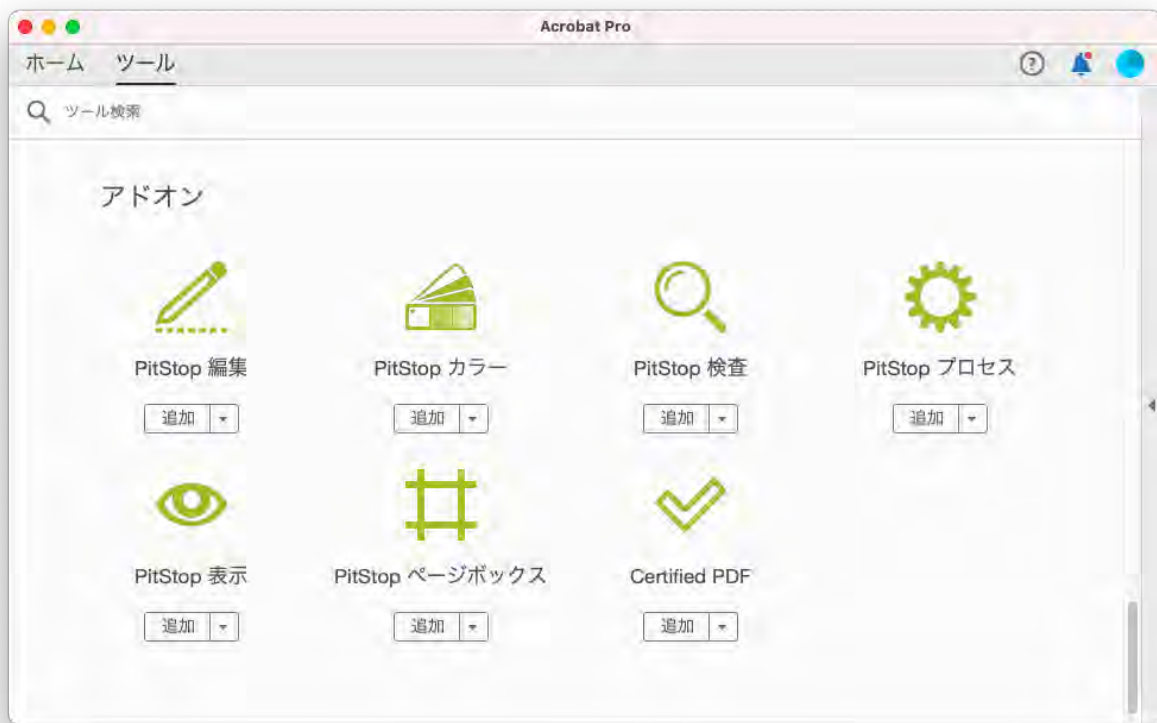 Acrobat Pro
ホーム ツール
ツール検索
アドオン
PitStop 編集 PitStop カラー PitStop 検査 PitStop プロセス
追加 追加 追加 追加
PitStop 表示 PitStop ページボックス Certified PDF
追加 追加 追加